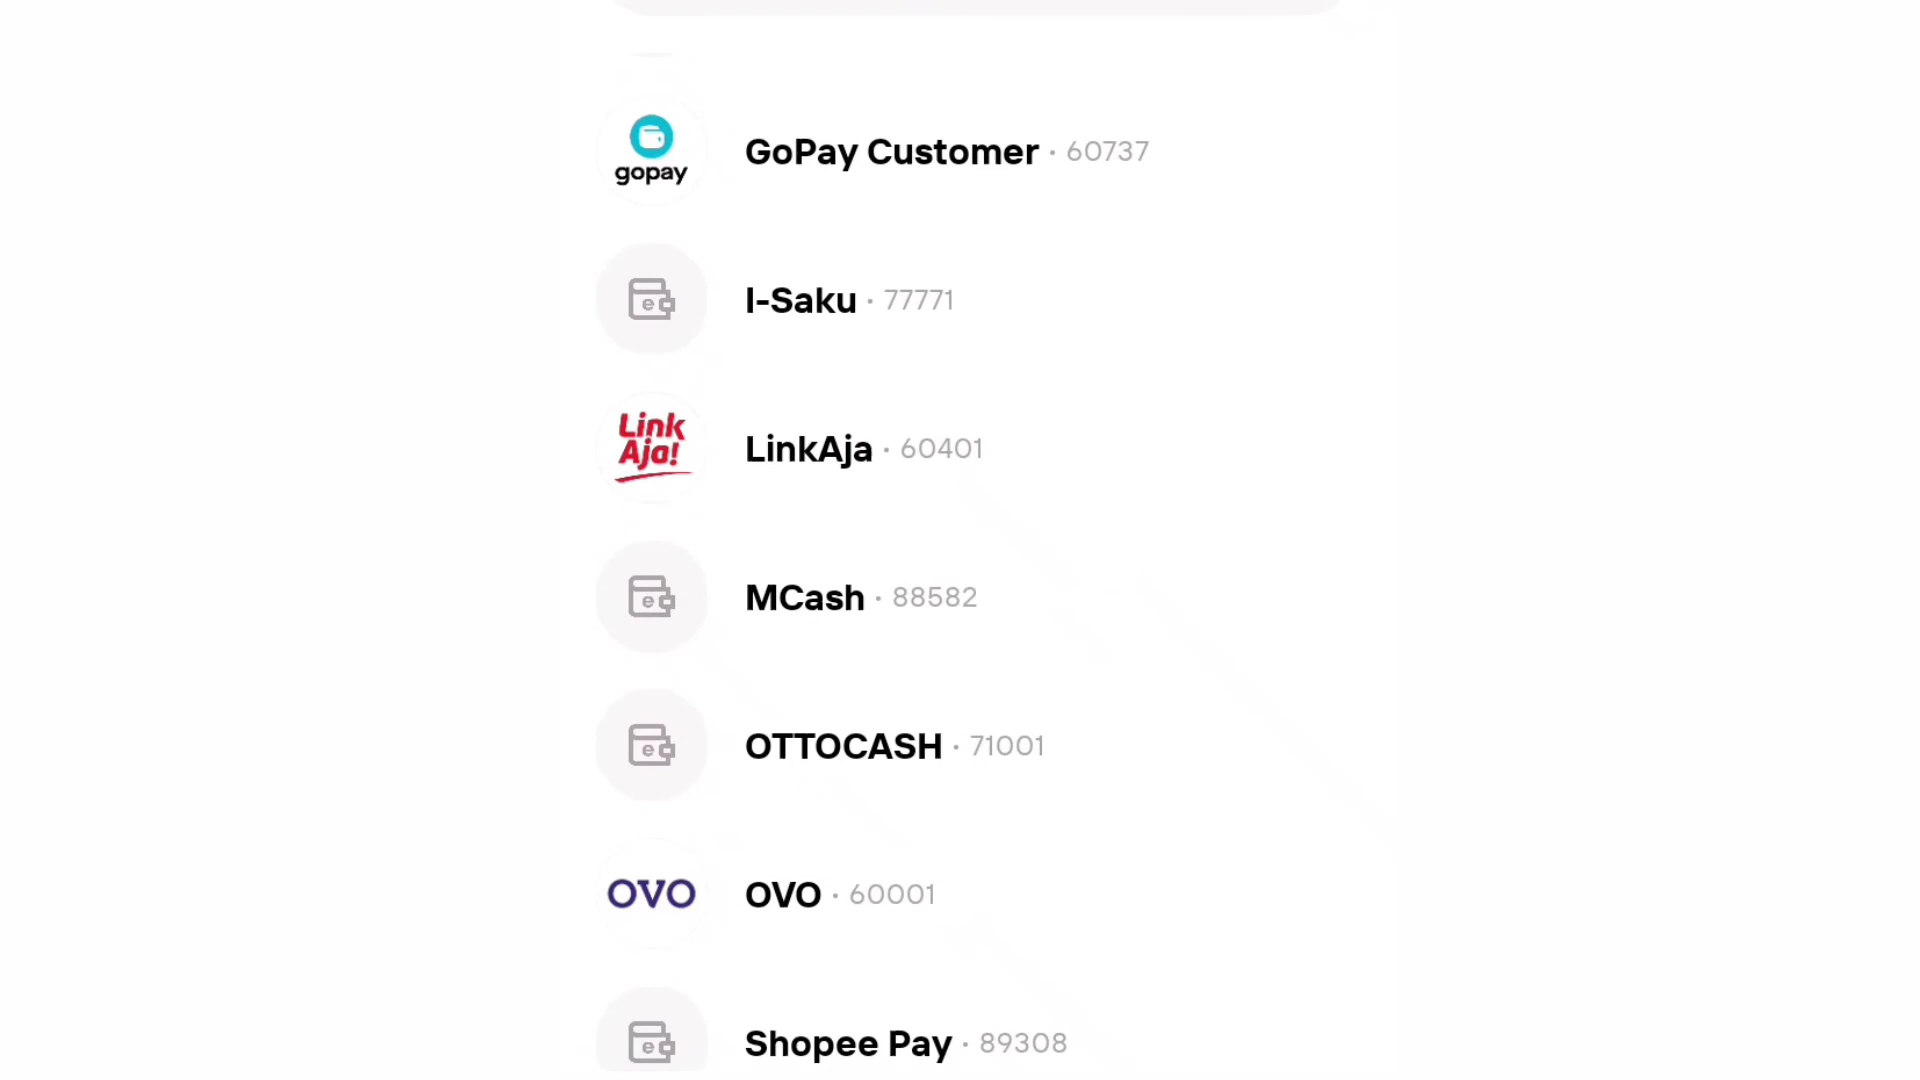 gopay
GoPay Customer · 60737
e
I-Saku · 77771
Link
Aja!
LinkAja · 60401
e
MCash · 88582
e
OTTOCASH · 71001
OVO
OVO · 60001
e
Shopee Pay · 89308